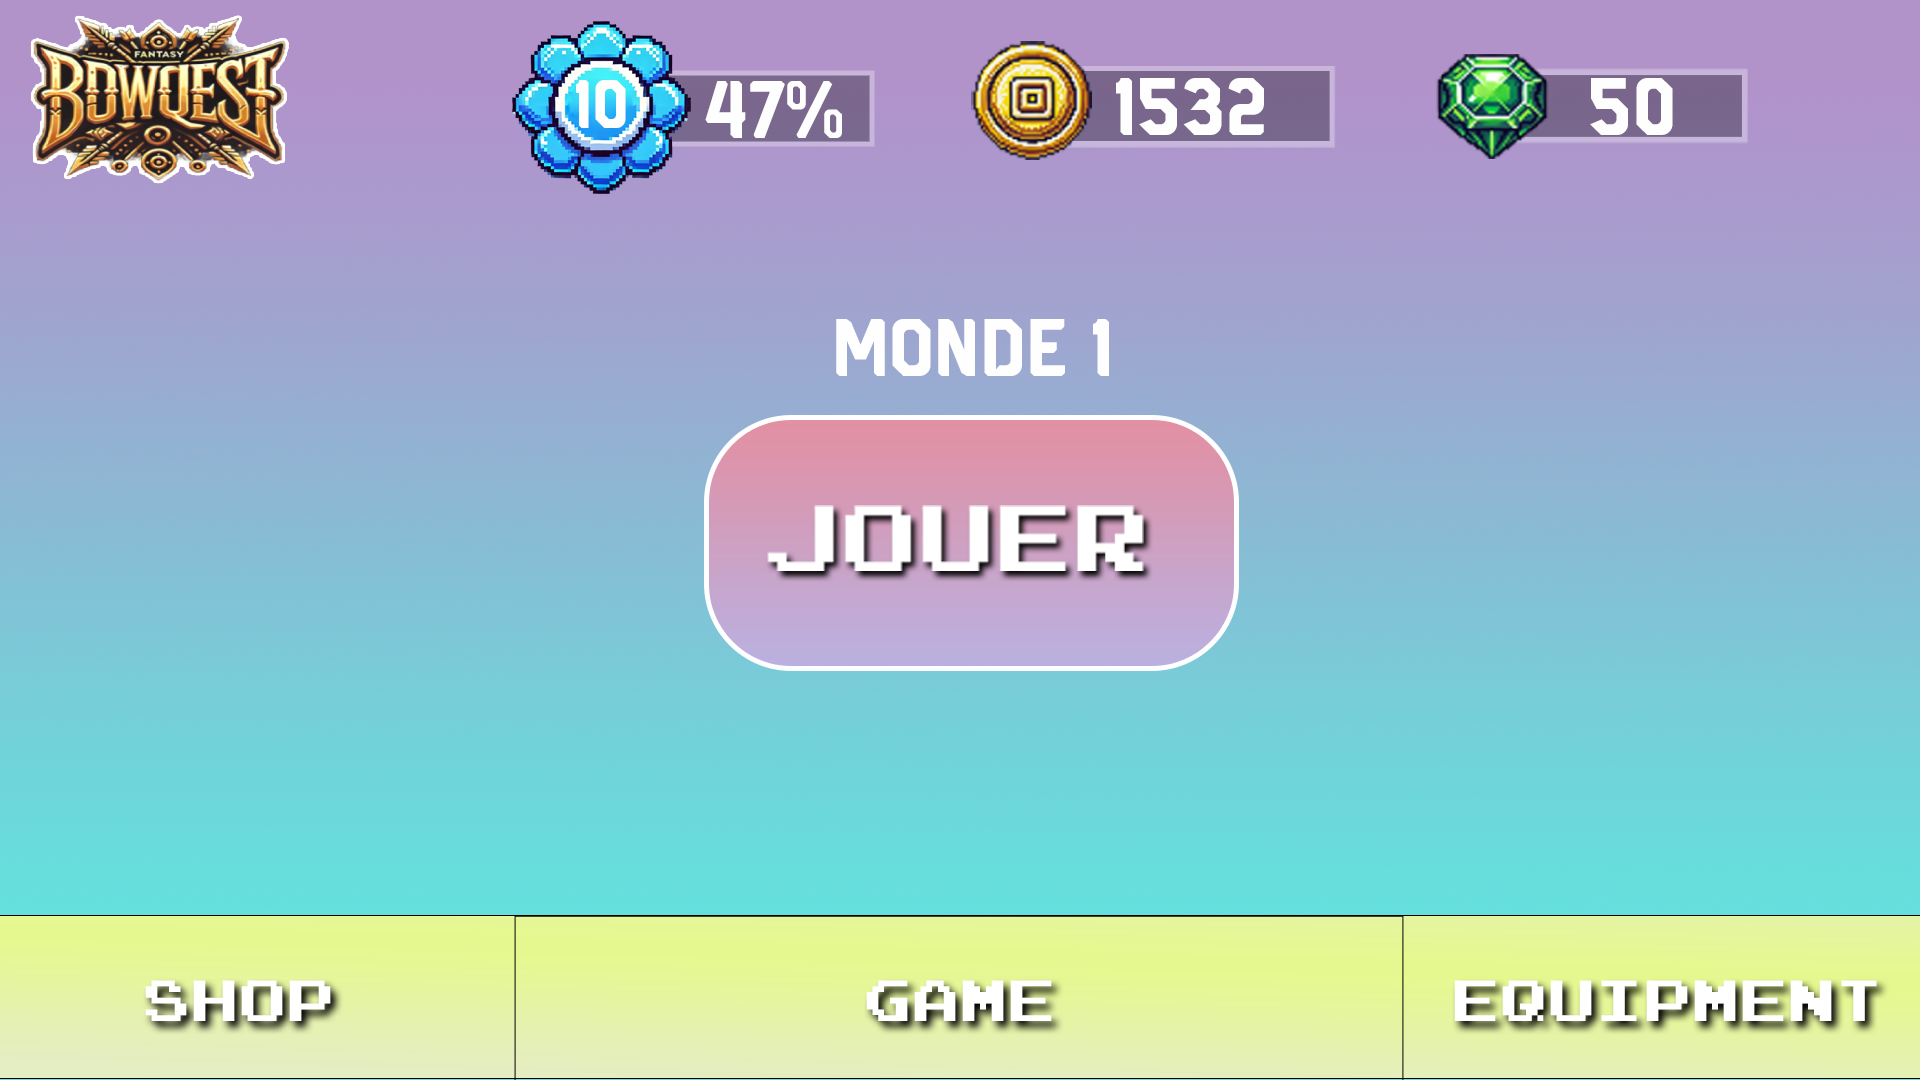 FANTASY
BOWQEST
10
47%
1532
50
MONDE 1
JOUER
SHOP
GAME
EQUIPMENT